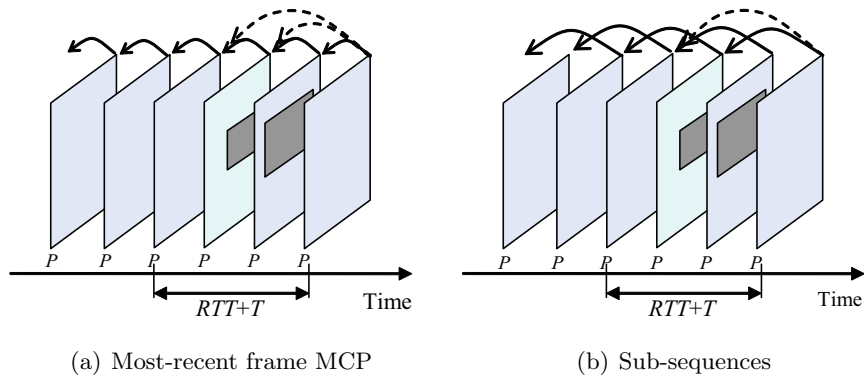 P P P P P P
RTT+T
Time
(a) Most-recent frame MCP
P P P P P P
RTT+T
Time
(b) Sub-sequences